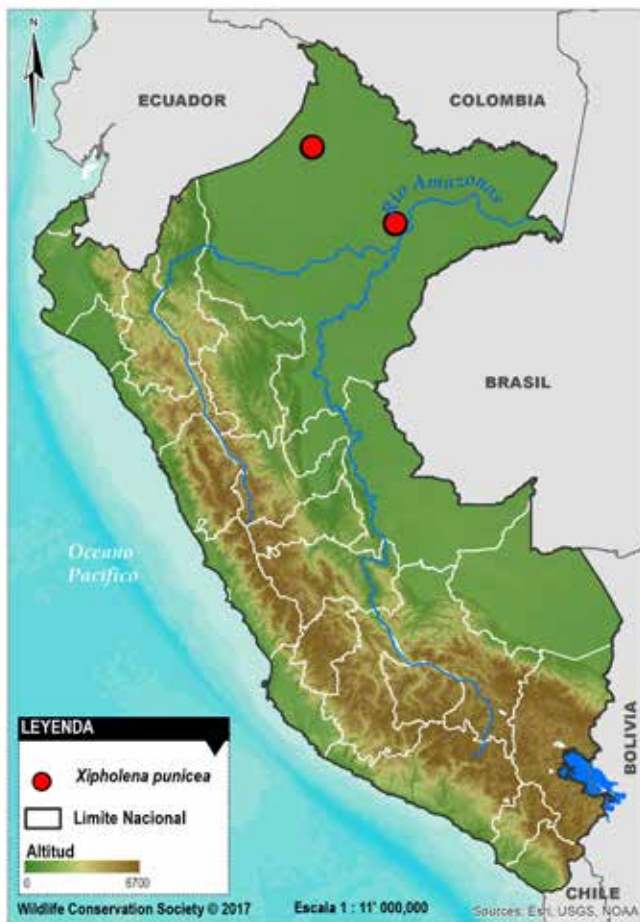 N
ECUADOR
COLOMBIA
Río Amazonas
BRASIL
Oceano
Pacífico
BOLIVIA
LEYENDA
Xipholena punicea
Limite Nacional
Altitud
0
6700
CHILE
Wildlife Conservation Society © 2017
Escala 1 : 11' 000,000
Sources: Esri, USGS, NOAA